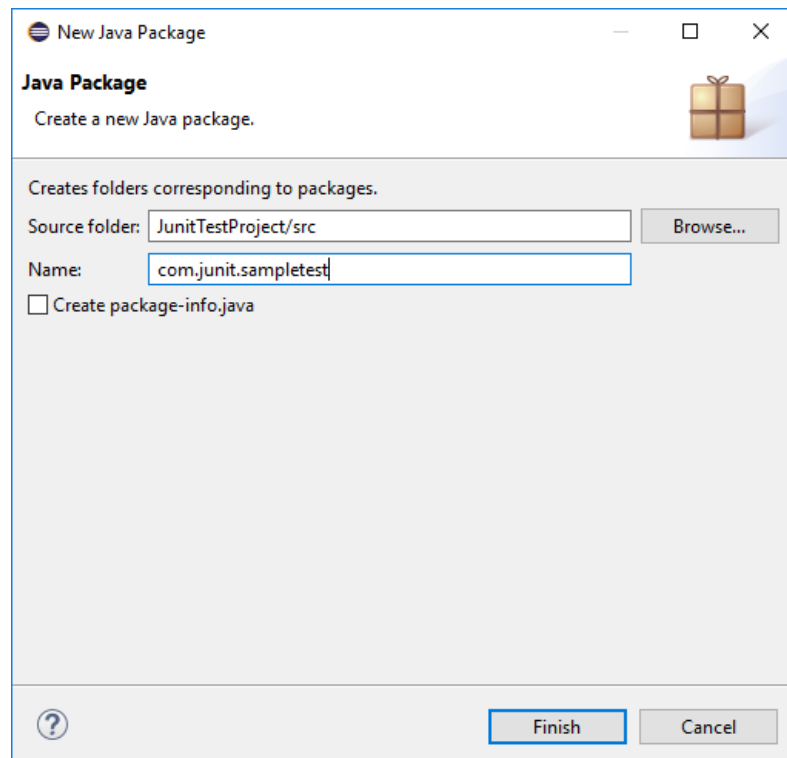 New Java Package
Java Package
Create a new Java package.
Creates folders corresponding to packages.
Source folder: JunitTestProject/src Browse...
Name: com.junit.sampletest
Create package-info.java
? Finish Cancel